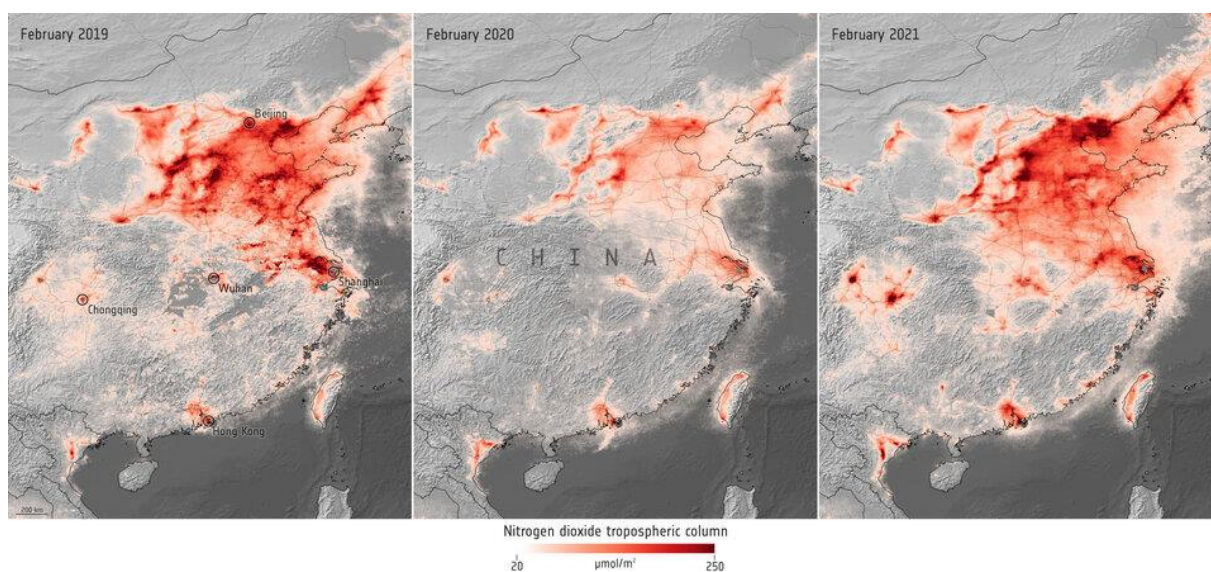 February 2019
Beijing
Wuhan
Shanghai
Chongqing
Hong Kong
200 km
February 2020
CHINA
February 2021
Nitrogen dioxide tropospheric column
20 µmol/m² 250